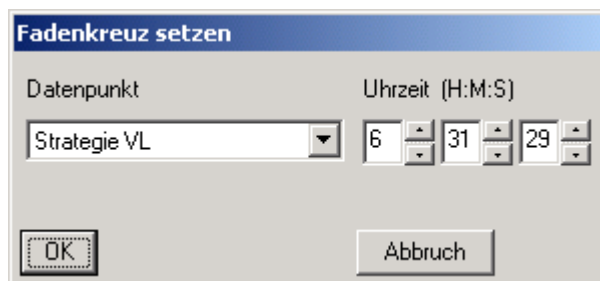 Fadenkreuz setzen
Datenpunkt Uhrzeit (H:M:S)
Strategie VL 6 31 29
OK Abbruch